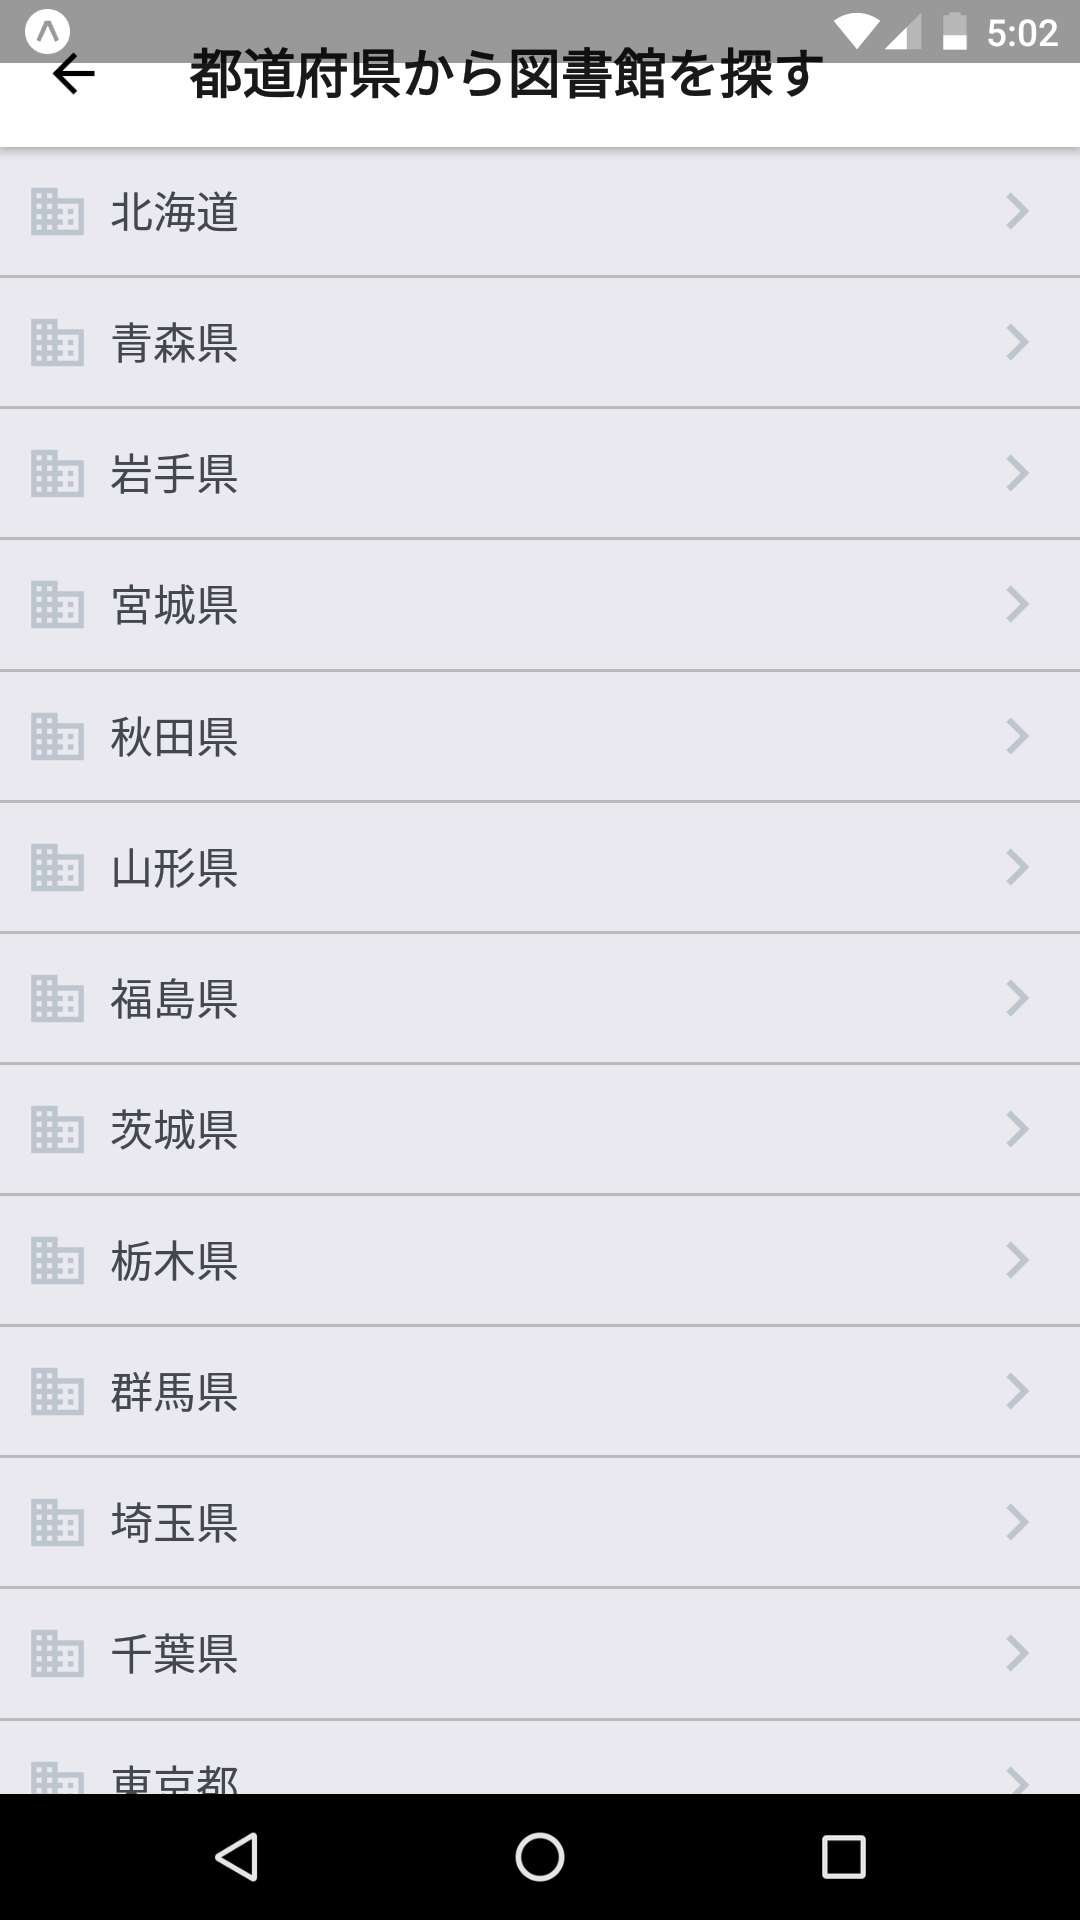 5:02
都道府県から図書館を探す
北海道
青森県
岩手県
宮城県
秋田県
山形県
福島県
茨城県
栃木県
群馬県
埼玉県
千葉県
東京都